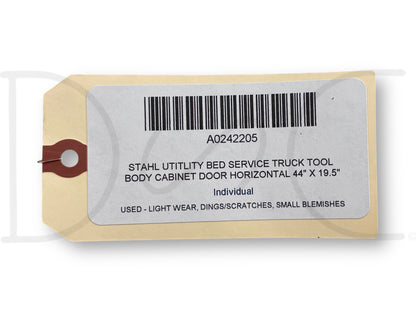 A0242205
STAHL UTITLITY BED SERVICE TRUCK TOOL
BODY CABINET DOOR HORIZONTAL 44" X 19.5"
Individual
USED - LIGHT WEAR, DINGS/SCRATCHES, SMALL BLEMISHES